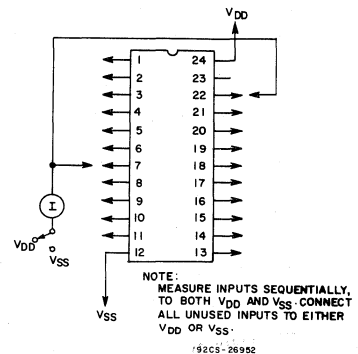 VDD
1 24
2 23
3 22
4 21
5 20
6 19
7 18
8 17
9 16
10 15
11 14
12 13
I
VDD
VSS
VSS
NOTE:
MEASURE INPUTS SEQUENTIALLY,
TO BOTH VDD AND VSS. CONNECT
ALL UNUSED INPUTS TO EITHER
VDD OR VSS.
92CS-26952